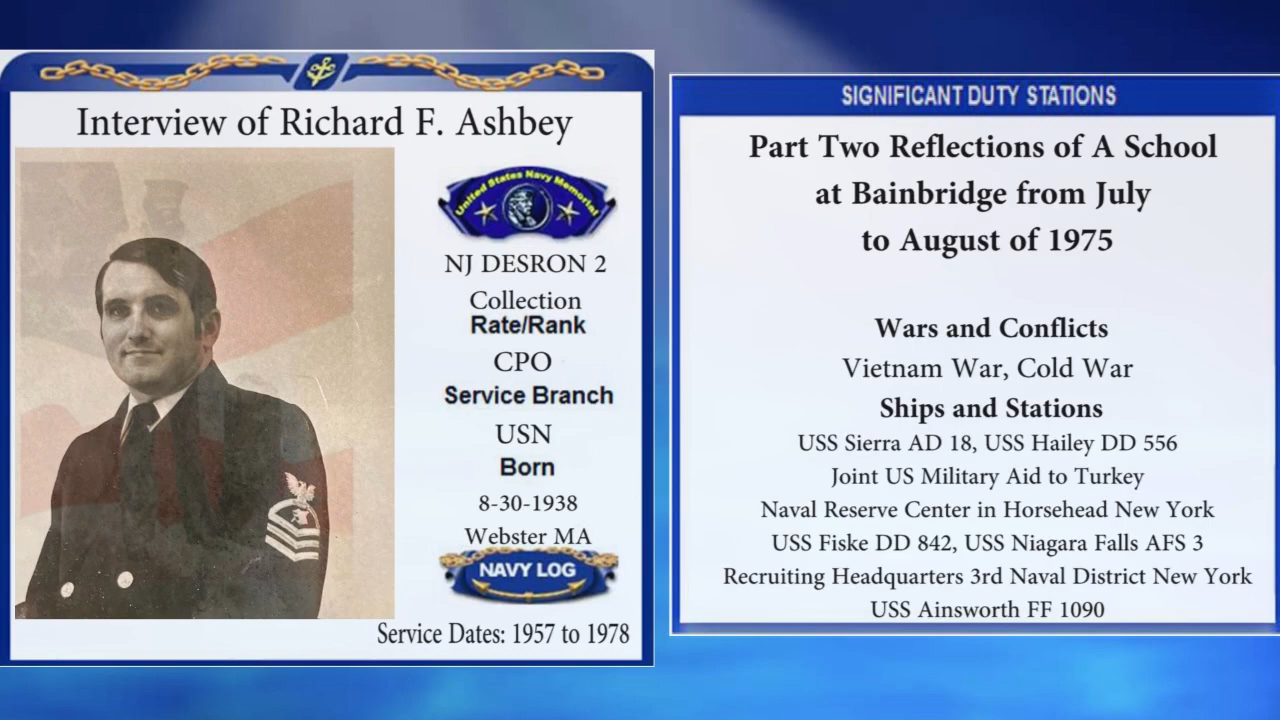 Interview of Richard F. Ashbey
United States Navy Memorial
NJ DESRON 2
Collection
Rate/Rank
CPO
Service Branch
USN
Born
8-30-1938
Webster MA
NAVY LOG
Service Dates: 1957 to 1978
SIGNIFICANT DUTY STATIONS
Part Two Reflections of A School
at Bainbridge from July
to August of 1975
Wars and Conflicts
Vietnam War, Cold War
Ships and Stations
USS Sierra AD 18, USS Hailey DD 556
Joint US Military Aid to Turkey
Naval Reserve Center in Horsehead New York
USS Fiske DD 842, USS Niagara Falls AFS 3
Recruiting Headquarters 3rd Naval District New York
USS Ainsworth FF 1090